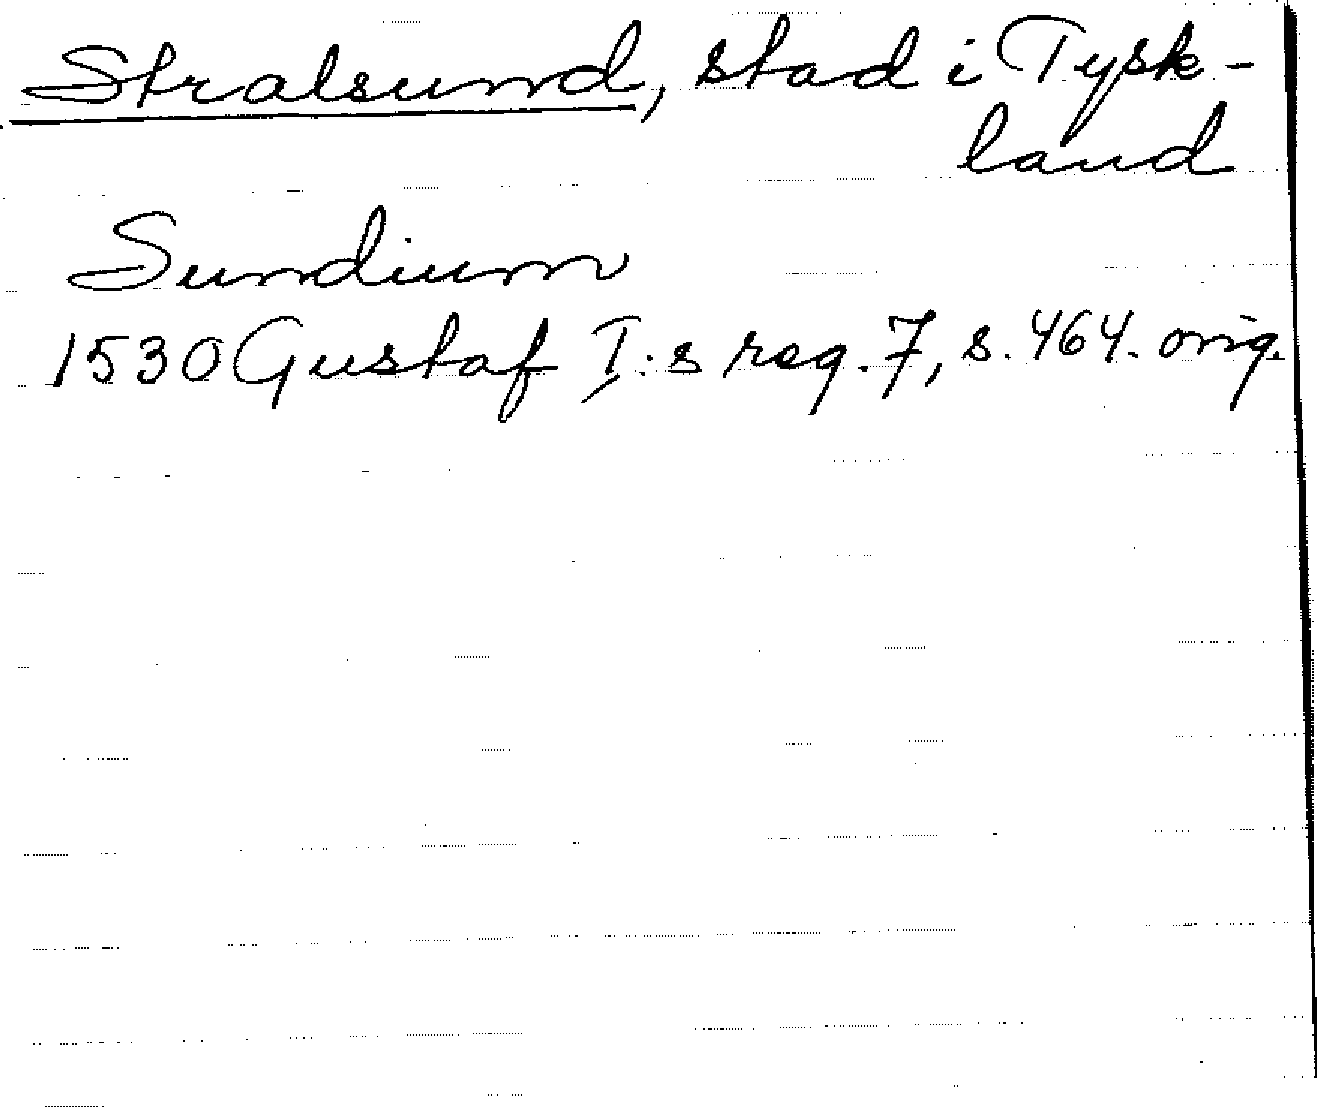 Stralsund, stad i Tysk-
land
Sundium
1530 Gustaf I:s reg. 7, s. 464. orig.